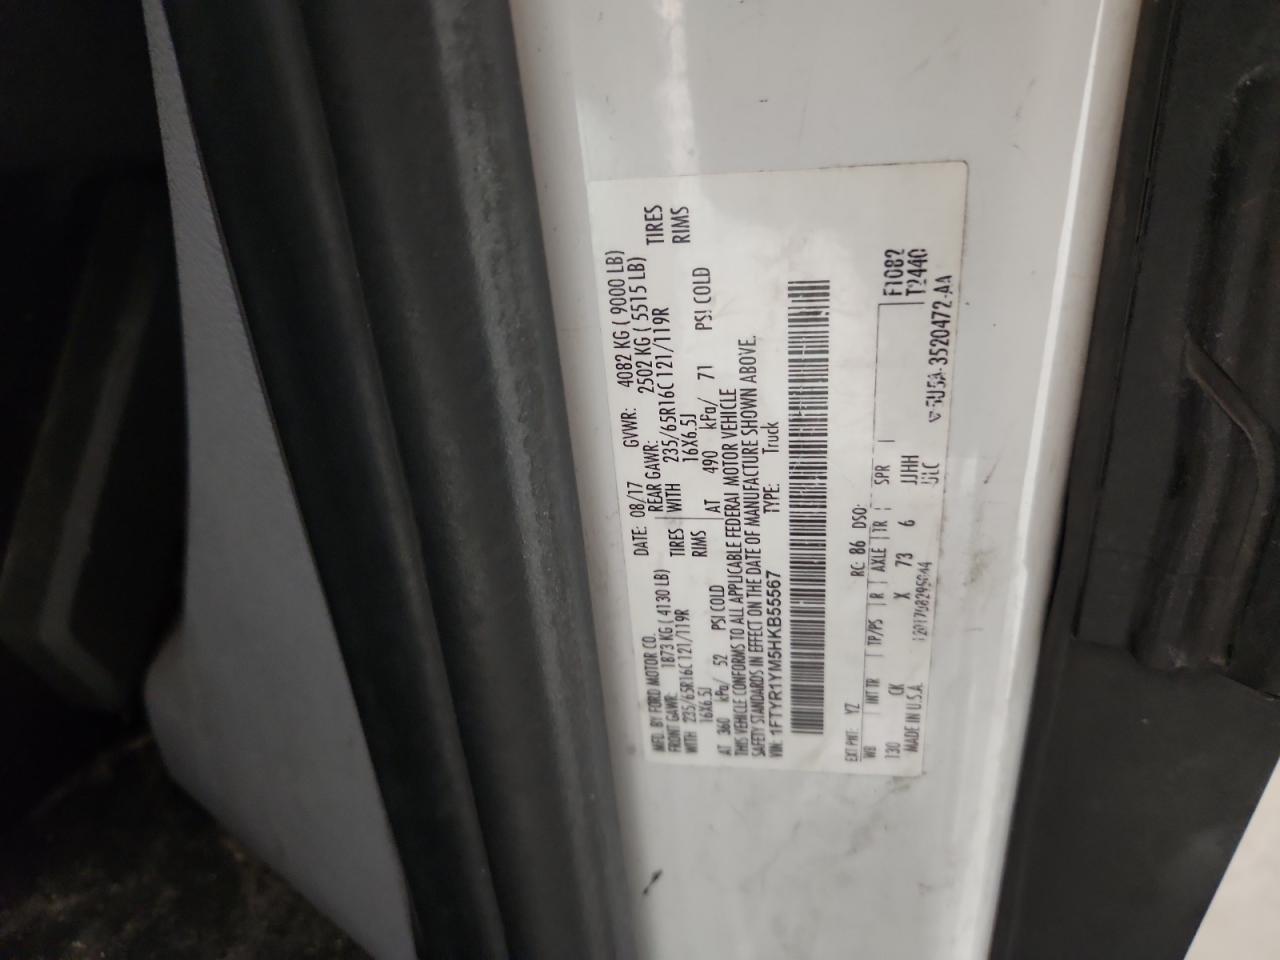 MFD. BY FORD MOTOR CO. DATE: 08/17 GVWR: 4082 KG ( 9000 LB)
FRONT GAWR: 1873 KG ( 4130 LB) REAR GAWR: 2502 KG ( 5515 LB)
WITH 235/65R16C 121/119R TIRES WITH 235/65R16C 121/119R TIRES
16X6.5J RIMS 16X6.5J RIMS
AT 360 kPa/ 52 PSI COLD AT 490 kPa/ 71 PSI COLD
THIS VEHICLE CONFORMS TO ALL APPLICABLE FEDERAL MOTOR VEHICLE
SAFETY STANDARDS IN EFFECT ON THE DATE OF MANUFACTURE SHOWN ABOVE.
VIN: 1FTYR1YM5HKB55567 TYPE: Truck
EXT PNT: YZ RC: 86 DSO:
WB INT TR TP/PS R AXLE TR SPR F1082
130 CK X 73 6 JJHH T2440
MADE IN U.S.A. ULC
3520472-AA